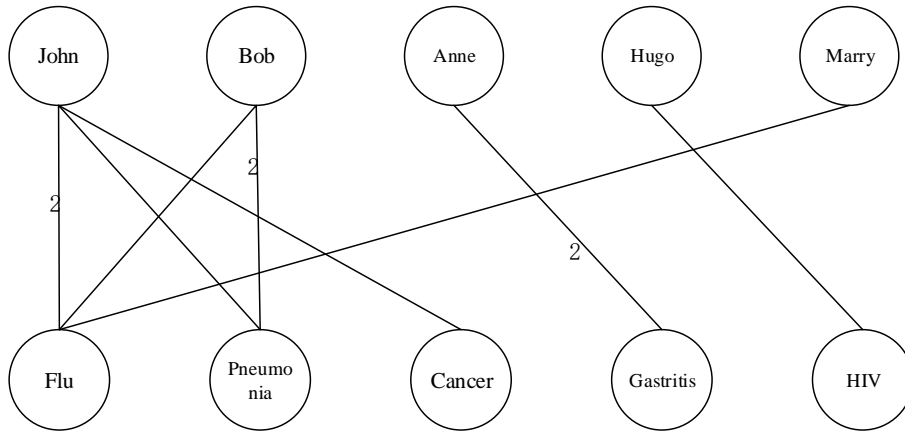 John
Bob
Anne
Hugo
Marry
2
2
2
Flu
Pneumo
nia
Cancer
Gastritis
HIV